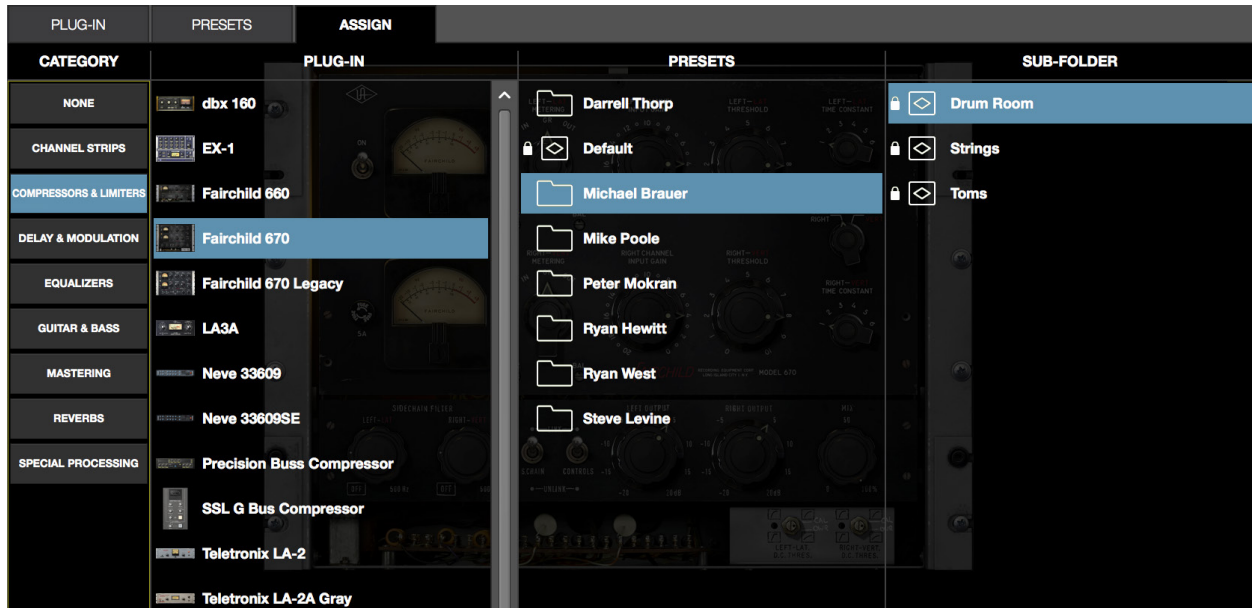 PLUG-IN PRESETS ASSIGN
CATEGORY PLUG-IN PRESETS SUB-FOLDER
NONE
CHANNEL STRIPS
COMPRESSORS & LIMITERS
DELAY & MODULATION
EQUALIZERS
GUITAR & BASS
MASTERING
REVERBS
SPECIAL PROCESSING
dbx 160
EX-1
Fairchild 660
Fairchild 670
Fairchild 670 Legacy
LA3A
Neve 33609
Neve 33609SE
Precision Buss Compressor
SSL G Bus Compressor
Teletronix LA-2
Teletronix LA-2A Gray
Darrell Thorp
Default
Michael Brauer
Mike Poole
Peter Mokran
Ryan Hewitt
Ryan West
Steve Levine
Drum Room
Strings
Toms